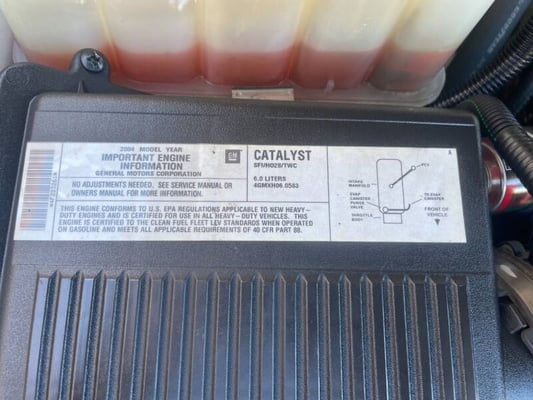 2004 MODEL YEAR
IMPORTANT ENGINE
INFORMATION
GENERAL MOTORS CORPORATION
GM
CATALYST
SFI/HO2S/TWC
6.0 LITERS
4GMXH06.0583
NO ADJUSTMENTS NEEDED. SEE SERVICE MANUAL OR
OWNERS MANUAL FOR MORE INFORMATION.
THIS ENGINE CONFORMS TO U.S. EPA REGULATIONS APPLICABLE TO NEW HEAVY-
DUTY ENGINES AND IS CERTIFIED FOR USE IN ALL HEAVY-DUTY VEHICLES. THIS
ENGINE IS CERTIFIED TO THE CLEAN FUEL FLEET LEV STANDARDS WHEN OPERATED
ON GASOLINE AND MEETS ALL APPLICABLE REQUIREMENTS OF 40 CFR PART 88.
A
PCV
INTAKE
MANIFOLD
EVAP
CANISTER
PURGE
VALVE
THROTTLE
BODY
TO EVAP
CANISTER
FRONT OF
VEHICLE